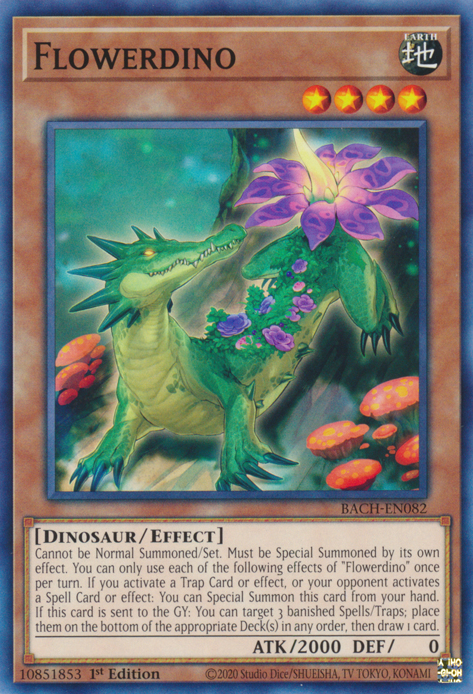 FLOWERDINO
EARTH
地
BACH-EN082
[DINOSAUR/EFFECT]
Cannot be Normal Summoned/Set. Must be Special Summoned by its own
effect. You can only use each of the following effects of "Flowerdino" once
per turn. If you activate a Trap Card or effect, or your opponent activates
a Spell Card or effect: You can Special Summon this card from your hand.
If this card is sent to the GY: You can target 3 banished Spells/Traps; place
them on the bottom of the appropriate Deck(s) in any order, then draw 1 card.
ATK/2000 DEF/ 0
10851853 1st Edition ©2020 Studio Dice/SHUEISHA, TV TOKYO, KONAMI